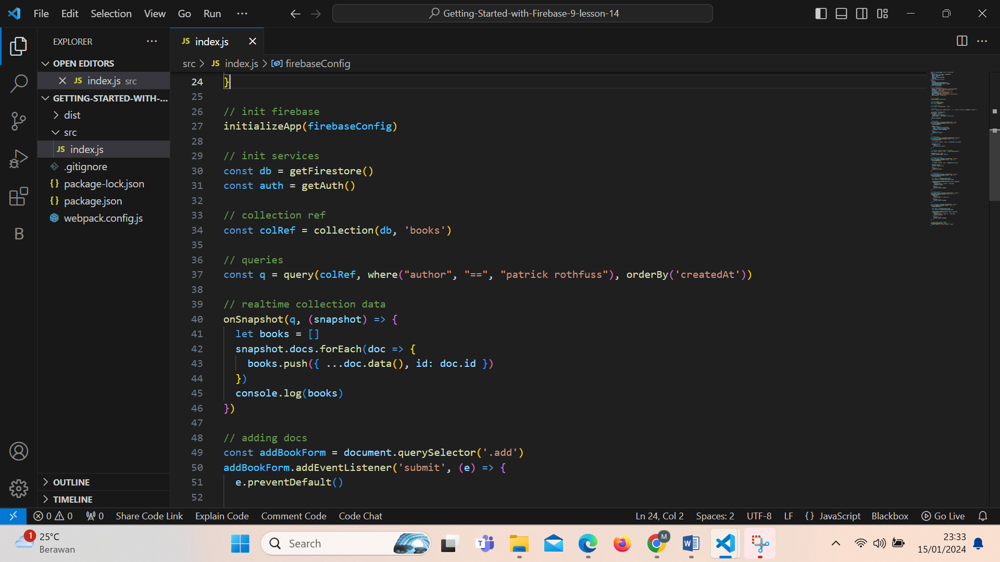 File Edit Selection View Go Run ···
Getting-Started-with-Firebase-9-lesson-14
EXPLORER
JS index.js
OPEN EDITORS
JS index.js src
GETTING-STARTED-WITH-...
dist
src
JS index.js
.gitignore
{} package-lock.json
{} package.json
webpack.config.js
B
OUTLINE
TIMELINE
src > JS index.js > firebaseConfig
24 }
25
26 // init firebase
27 initializeApp(firebaseConfig)
28
29 // init services
30 const db = getFirestore()
31 const auth = getAuth()
32
33 // collection ref
34 const colRef = collection(db, 'books')
35
36 // queries
37 const q = query(colRef, where("author", "==", "patrick rothfuss"), orderBy('createdAt'))
38
39 // realtime collection data
40 onSnapshot(q, (snapshot) => {
41 let books = []
42 snapshot.docs.forEach(doc => {
43 books.push({ ...doc.data(), id: doc.id })
44 })
45 console.log(books)
46 })
47
48 // adding docs
49 const addBookForm = document.querySelector('.add')
50 addBookForm.addEventListener('submit', (e) => {
51 e.preventDefault()
52
0 0 0 Share Code Link Explain Code Comment Code Code Chat Ln 24, Col 2 Spaces: 2 UTF-8 LF {} JavaScript Blackbox Go Live
1 25°C
Berawan
Search
T
M
W
23:33
15/01/2024